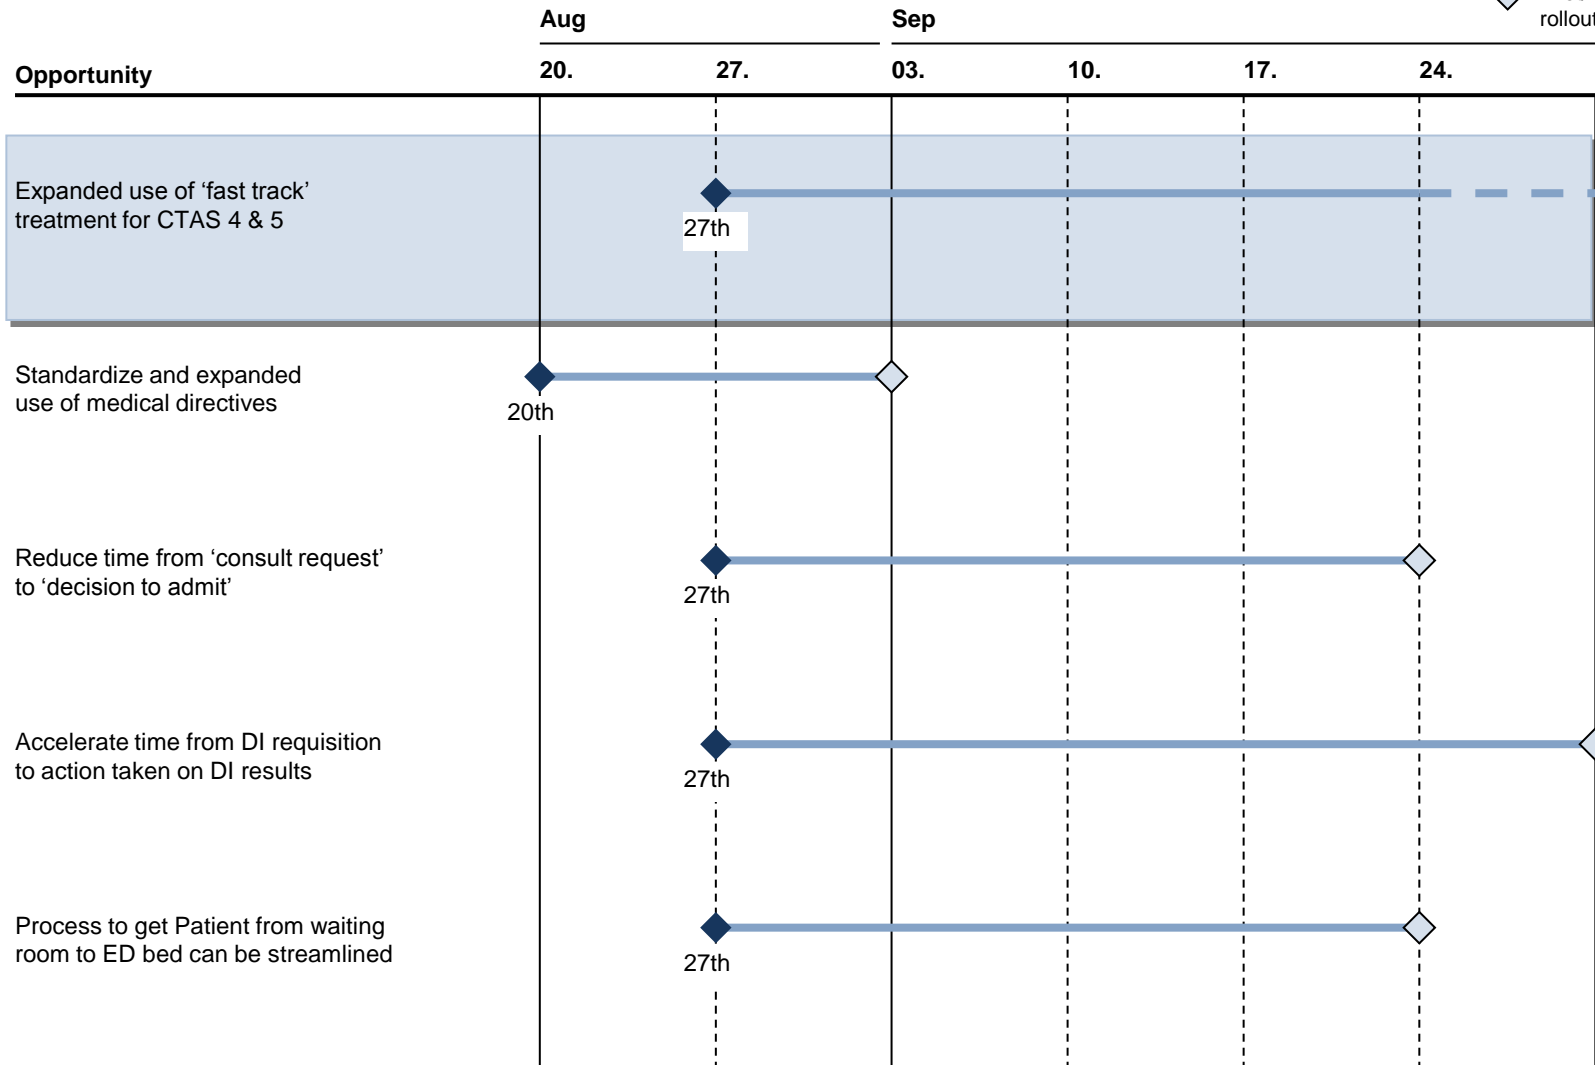 Aug
Sep
rollout
Opportunity
20.
27.
03.
10.
17.
24.
Expanded use of ‘fast track’
treatment for CTAS 4 & 5
27th
Standardize and expanded
use of medical directives
20th
Reduce time from ‘consult request’
to ‘decision to admit’
27th
Accelerate time from DI requisition
to action taken on DI results
27th
Process to get Patient from waiting
room to ED bed can be streamlined
27th